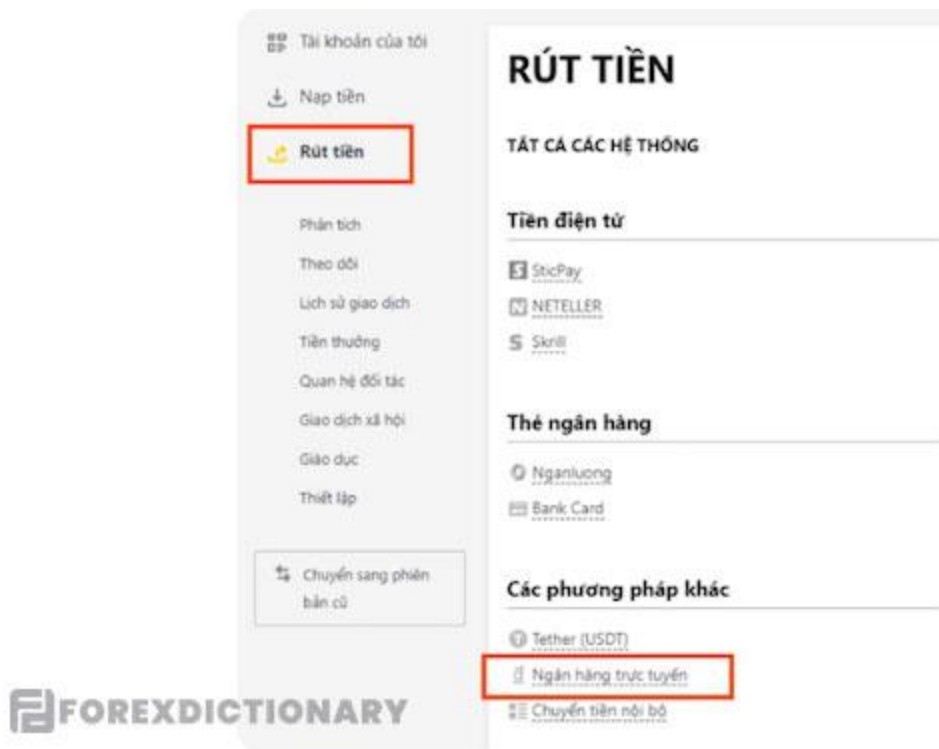 Tài khoản của tôi
Nạp tiền
Rút tiền
Phân tích
Theo dõi
Lịch sử giao dịch
Tiền thưởng
Quan hệ đối tác
Giao dịch xã hội
Giáo dục
Thiết lập
Chuyển sang phiên
bản cũ
RÚT TIỀN
TẤT CẢ CÁC HỆ THỐNG
Tiền điện tử
SticPay
NETELLER
Skrill
Thẻ ngân hàng
Nganluong
Bank Card
Các phương pháp khác
Tether (USDT)
Ngân hàng trực tuyến
Chuyển tiền nội bộ
FOREXDICTIONARY